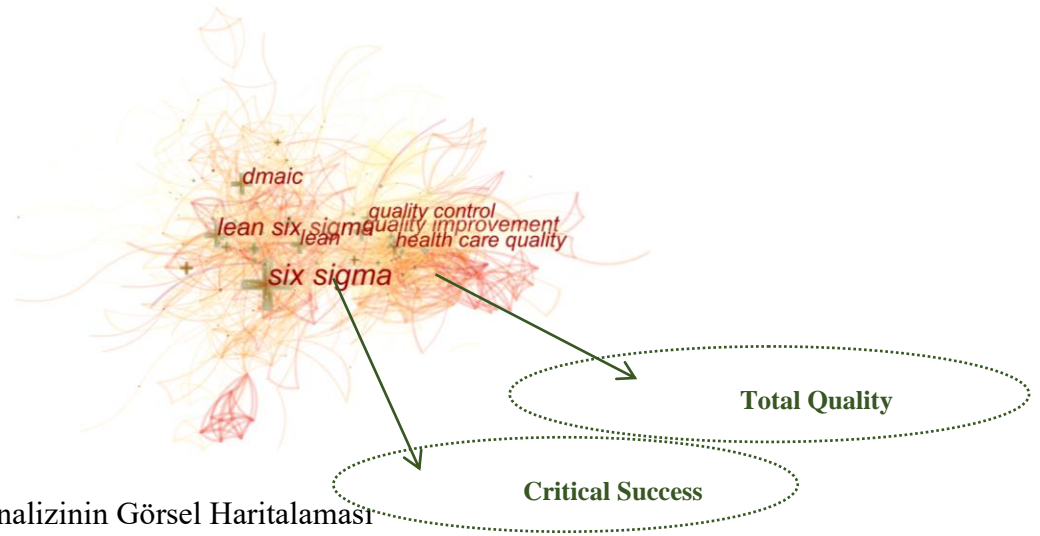 dmaic
quality control
lean six sigma
quality improvement
lean
health care quality
six sigma
Total Quality
Critical Success
nalizinin Görsel Haritalaması